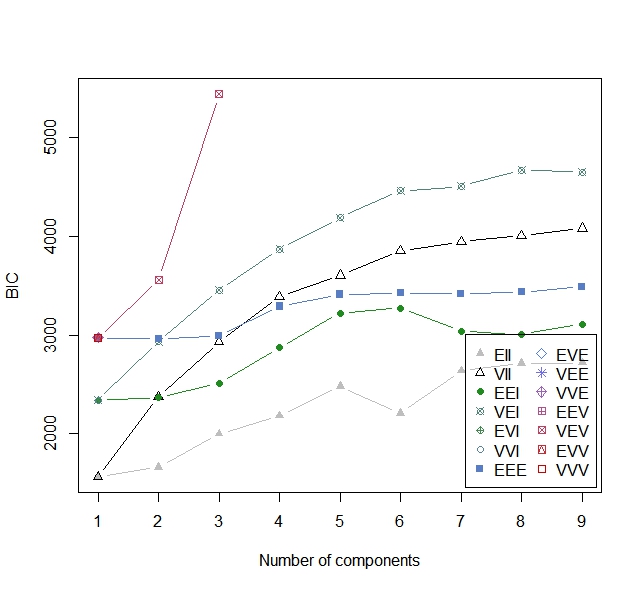 BIC
5000
4000
3000
2000
EII EVE
VII VEE
EEI VVE
VEI EEV
EVI VEV
VVI EVV
EEE VVV
1 2 3 4 5 6 7 8 9
Number of components